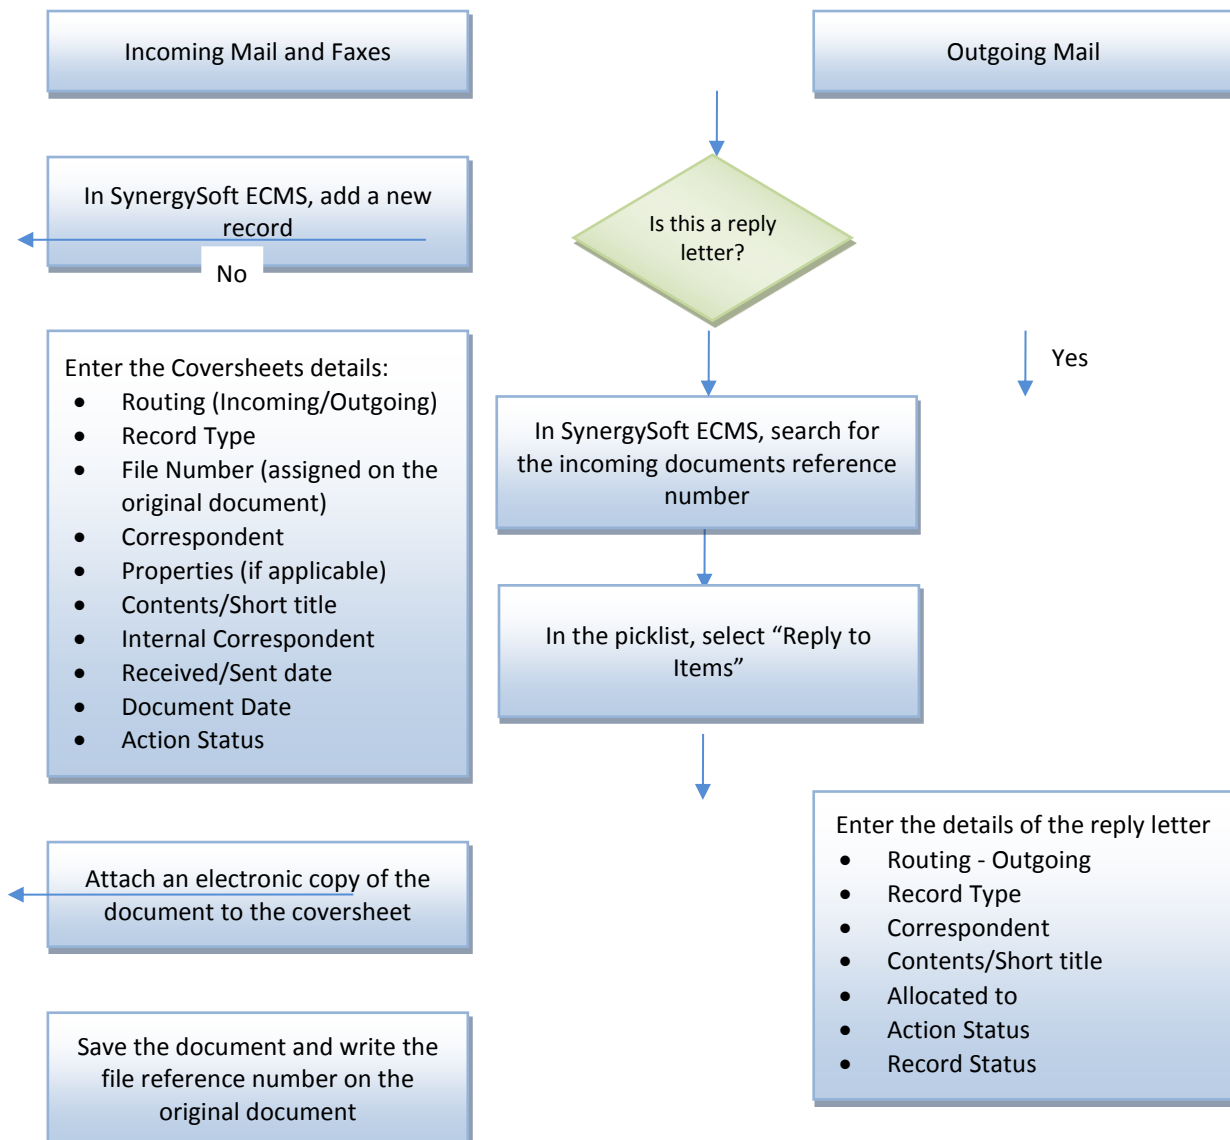 Incoming Mail and Faxes
Outgoing Mail
In SynergySoft ECMS, add a new
record
No
Is this a reply
letter?
Yes
Enter the Coversheets details:
• Routing (Incoming/Outgoing)
• Record Type
• File Number (assigned on the
original document)
• Correspondent
• Properties (if applicable)
• Contents/Short title
• Internal Correspondent
• Received/Sent date
• Document Date
• Action Status
In SynergySoft ECMS, search for
the incoming documents reference
number
In the picklist, select “Reply to
Items”
Attach an electronic copy of the
document to the coversheet
Enter the details of the reply letter
• Routing - Outgoing
• Record Type
• Correspondent
• Contents/Short title
• Allocated to
• Action Status
• Record Status
Save the document and write the
file reference number on the
original document